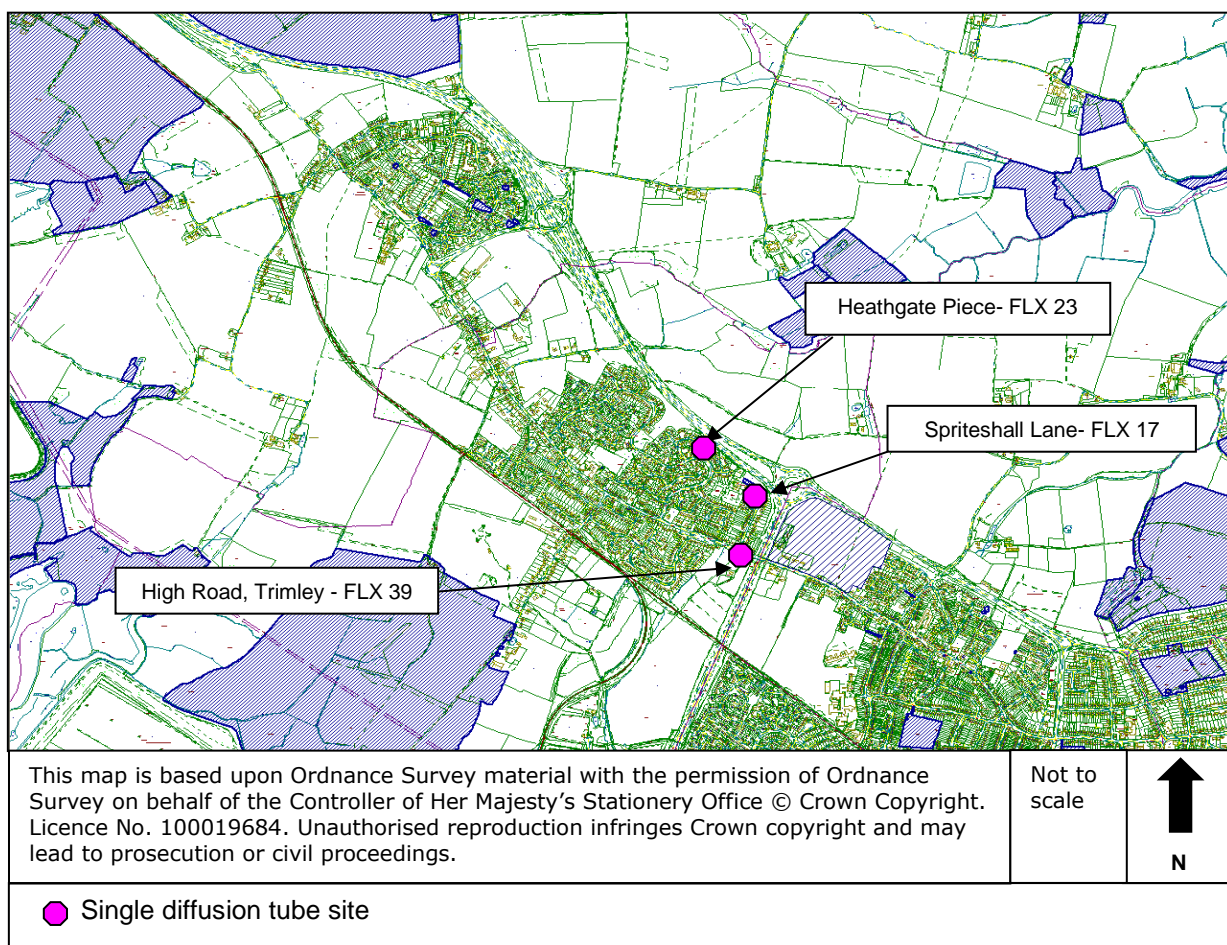 Heathgate Piece- FLX 23
Spriteshall Lane- FLX 17
High Road, Trimley - FLX 39
This map is based upon Ordnance Survey material with the permission of Ordnance
Survey on behalf of the Controller of Her Majesty's Stationery Office © Crown Copyright.
Licence No. 100019684. Unauthorised reproduction infringes Crown copyright and may
lead to prosecution or civil proceedings.
Not to
scale
N
Single diffusion tube site